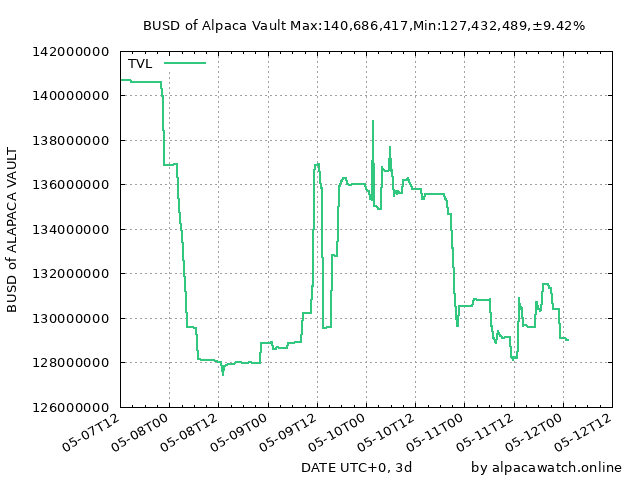 BUSD of Alpaca Vault Max:140,686,417,Min:127,432,489,±9.42%
TVL
142000000
140000000
138000000
136000000
134000000
132000000
130000000
128000000
126000000
BUSD of ALAPACA VAULT
05-07T12
05-08T00
05-08T12
05-09T00
05-09T12
05-10T00
05-10T12
05-11T00
05-11T12
05-12T00
05-12T12
DATE UTC+0, 3d
by alpacawatch.online